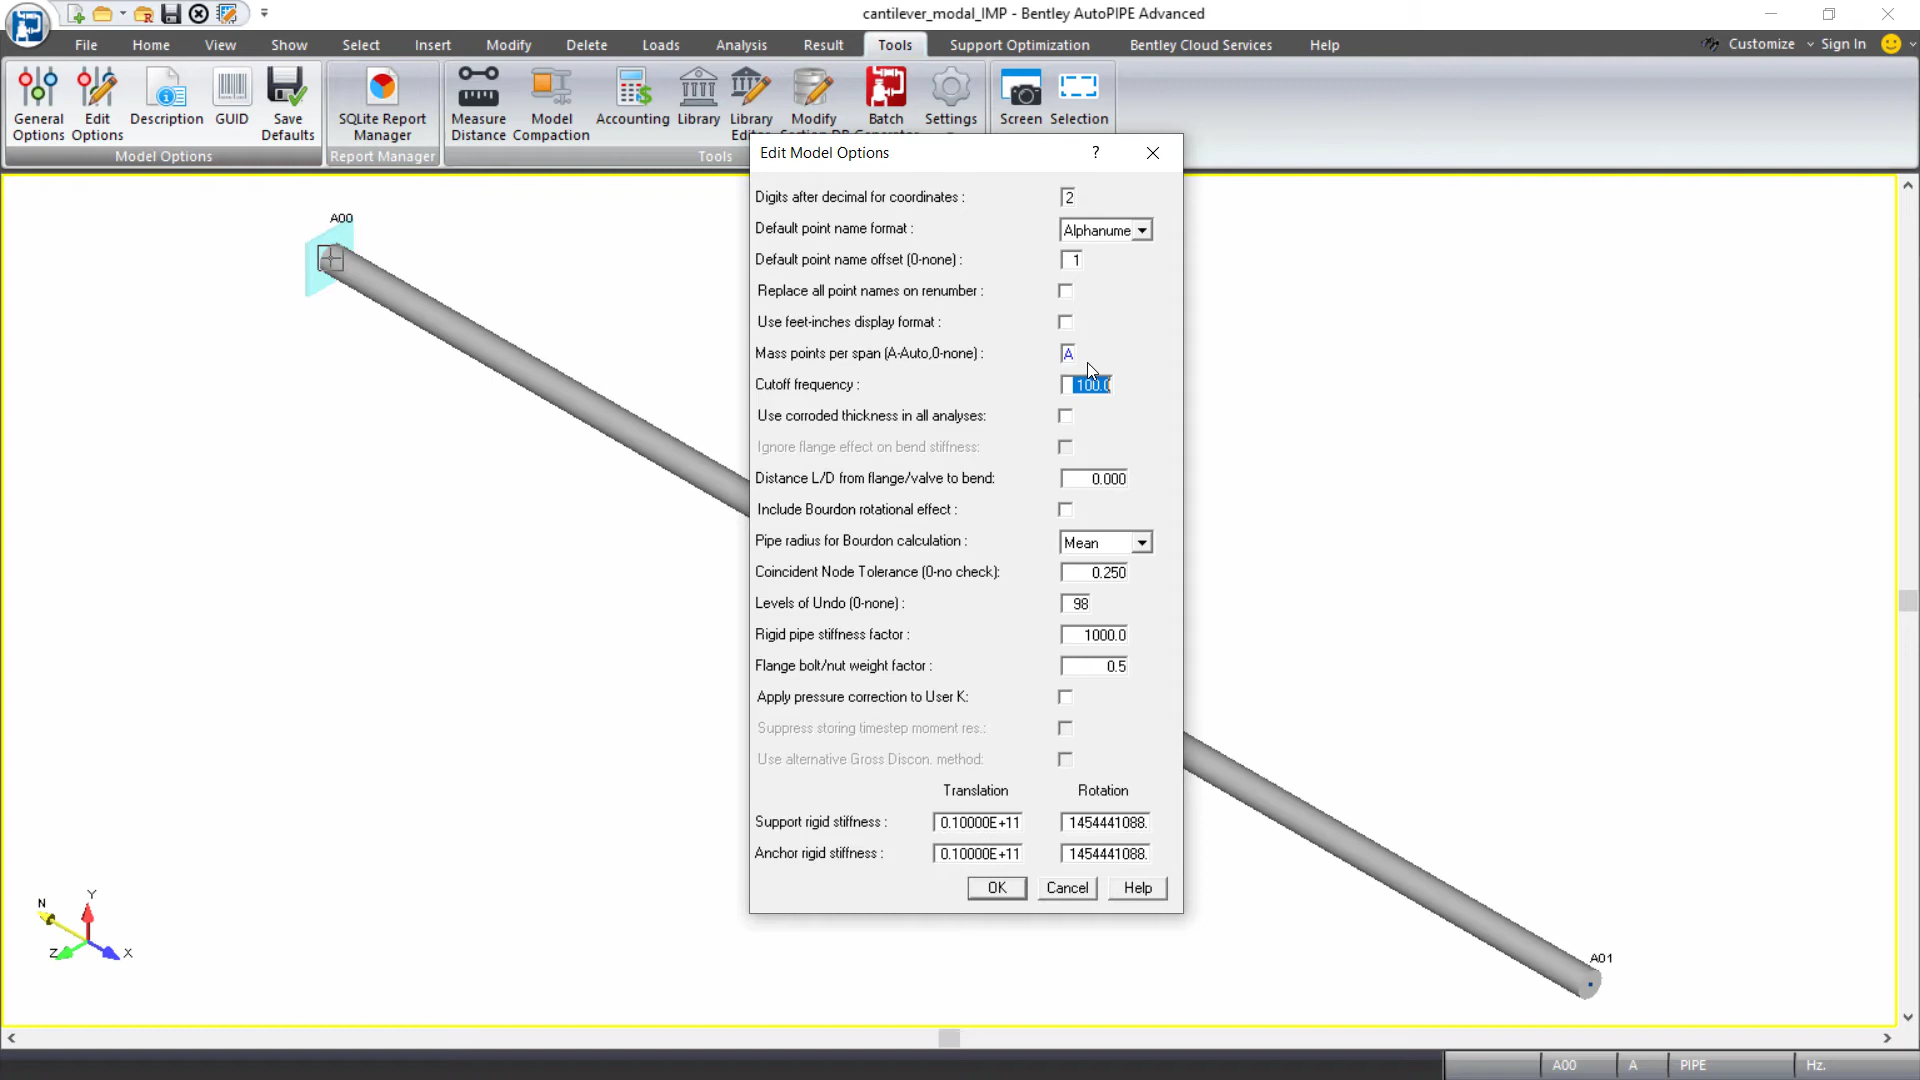 cantilever_modal_IMP - Bentley AutoPIPE Advanced
File Home View Show Select Insert Modify Delete Loads Analysis Result Tools Support Optimization Bentley Cloud Services Help Customize Sign In
General Options
Edit Options
Description
GUID
Save Defaults
SQLite Report Manager
Measure Distance
Model Compaction
Accounting
Library
Library
Modify
Batch
Settings
Screen
Selection
Model Options
Report Manager
Tools
Edit Model Options ?
Digits after decimal for coordinates : 2
Default point name format : Alphanume
Default point name offset (0-none) : 1
Replace all point names on renumber :
Use feet-inches display format :
Mass points per span (A-Auto,0-none) : A
Cutoff frequency : 100.0
Use corroded thickness in all analyses:
Ignore flange effect on bend stiffness:
Distance L/D from flange/valve to bend: 0.000
Include Bourdon rotational effect :
Pipe radius for Bourdon calculation : Mean
Coincident Node Tolerance (0-no check): 0.250
Levels of Undo (0-none) : 98
Rigid pipe stiffness factor : 1000.0
Flange bolt/nut weight factor : 0.5
Apply pressure correction to User K:
Suppress storing timestep moment res.:
Use alternative Gross Discon. method:
Translation Rotation
Support rigid stiffness : 0.10000E+11 1454441088.
Anchor rigid stiffness : 0.10000E+11 1454441088.
OK Cancel Help
A00
A01
N
Y
Z
X
A00 A PIPE Hz.